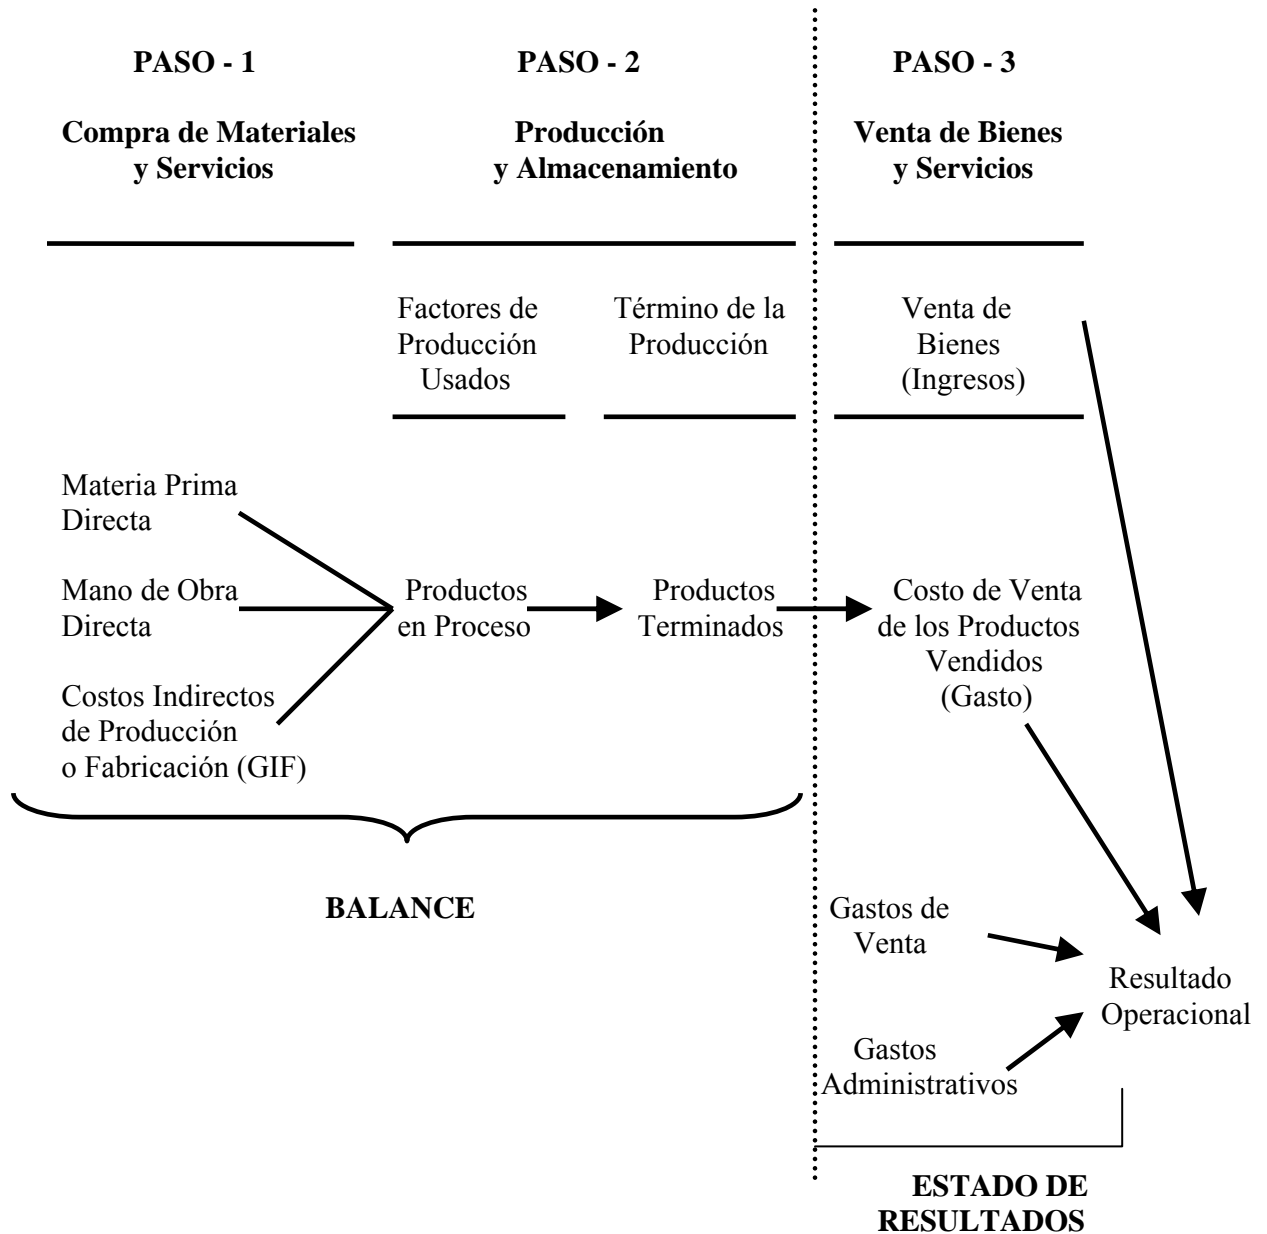 PASO - 1
PASO - 2
PASO - 3
Compra de Materiales
y Servicios
Producción
y Almacenamiento
Venta de Bienes
y Servicios
Factores de
Producción
Usados
Término de la
Producción
Venta de
Bienes
(Ingresos)
Materia Prima
Directa
Mano de Obra
Directa
Costos Indirectos
de Producción
o Fabricación (GIF)
Productos
en Proceso
Productos
Terminados
Costo de Venta
de los Productos
Vendidos
(Gasto)
BALANCE
Gastos de
Venta
Gastos
Administrativos
Resultado
Operacional
ESTADO DE
RESULTADOS